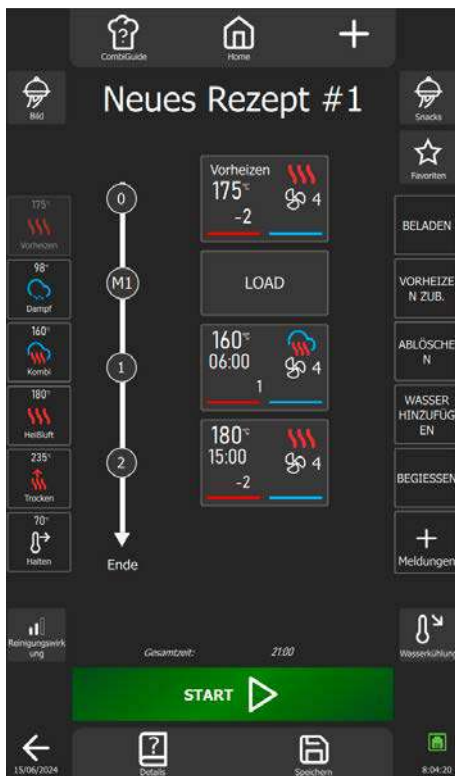 CombiGuide
Home
Neues Rezept #1
Bild
Snacks
Favoriten
0
Vorheizen
175°C
4
-2
M1
LOAD
1
160°C
06:00
4
1
2
180°C
15:00
4
-2
Ende
175°
Vorheizen
98°
Dampf
160°
Kombi
180°
Heißluft
235°
Trocken
70°
Halten
BELADEN
VORHEIZE
N ZUB.
ABLÖSCHE
N
WASSER
HINZUFÜG
EN
BEGIESSEN
Meldungen
Reinigungswirk
ung
Wasserkühlung
Gesamtzeit: 21:00
START
15/06/2024
Details
Speichern
8:04:20